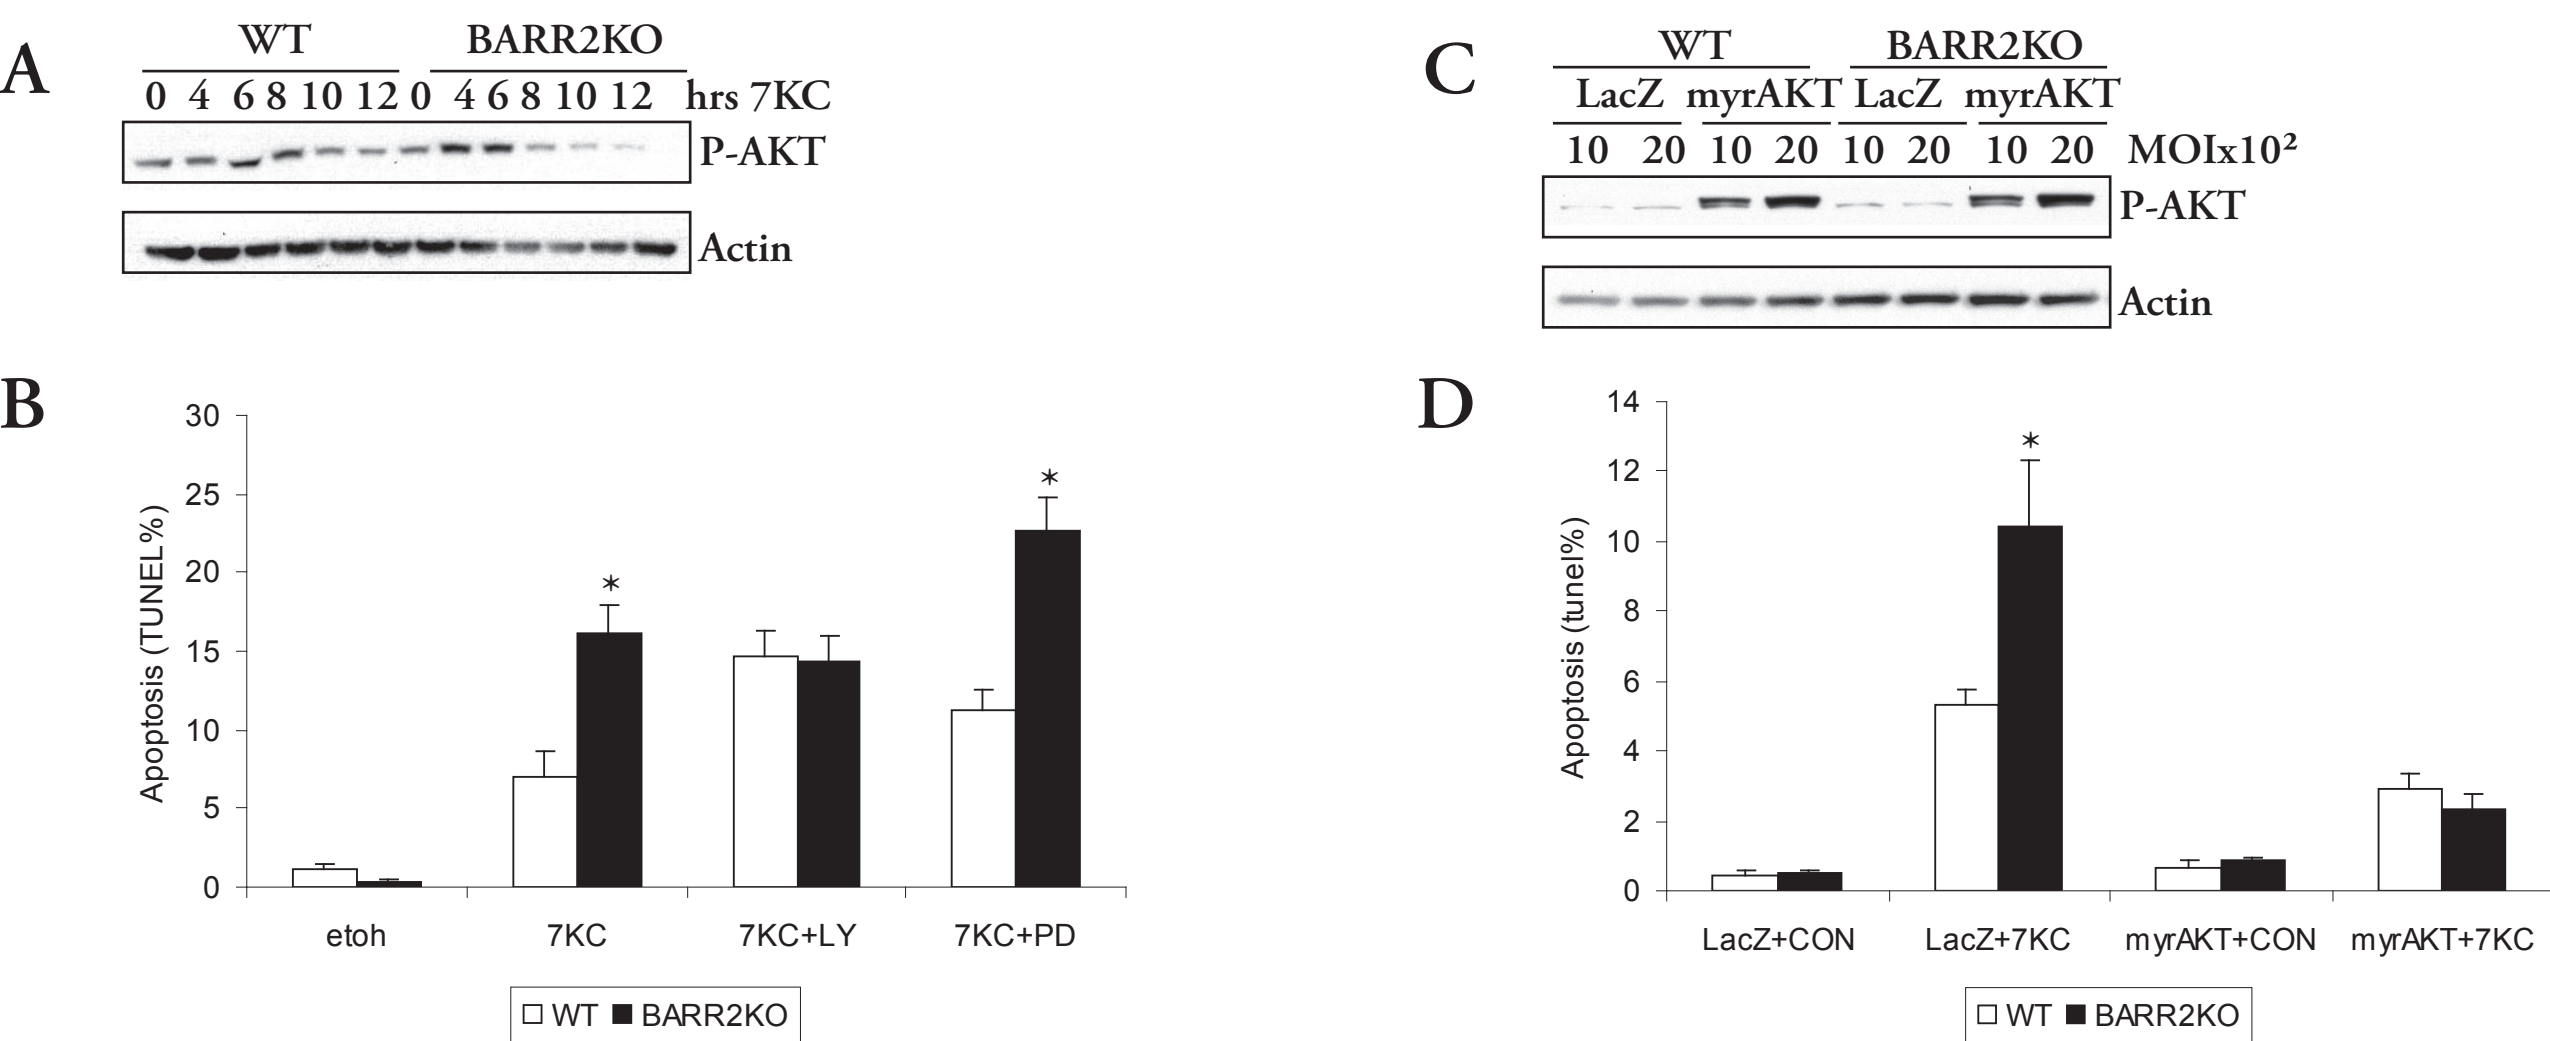 A
WT BARR2KO
0 4 6 8 10 12 0 4 6 8 10 12 hrs 7KC
P-AKT
Actin
B
30
25
20
15
10
5
0
Apoptosis (TUNEL%)
*
*
etoh 7KC 7KC+LY 7KC+PD
WT BARR2KO
C
WT BARR2KO
LacZ myrAKT LacZ myrAKT
10 20 10 20 10 20 10 20 MOIx10²
P-AKT
Actin
D
14
12
10
8
6
4
2
0
Apoptosis (tunel%)
*
LacZ+CON LacZ+7KC myrAKT+CON myrAKT+7KC
WT BARR2KO